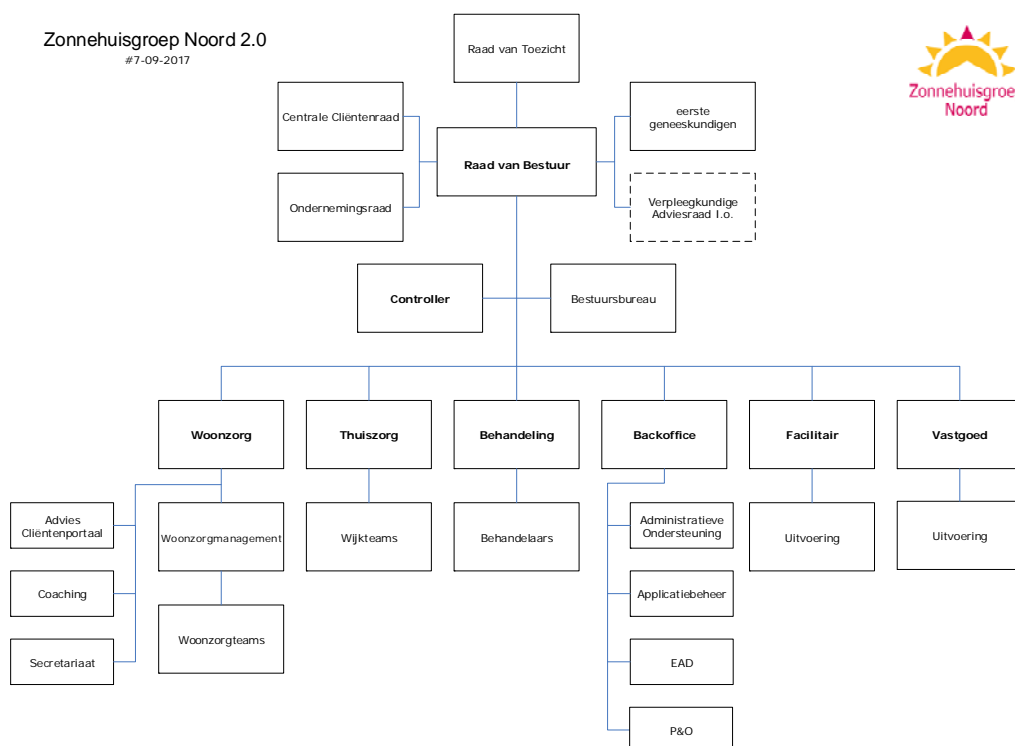 Zonnehuisgroep Noord 2.0
#7-09-2017
Raad van Toezicht
Zonnehuisgroe
Noord
Centrale Cliëntenraad
eerste
geneeskundigen
Raad van Bestuur
Ondernemingsraad
Verpleegkundige
Adviesraad I.o.
Controller
Bestuursbureau
Woonzorg
Thuiszorg
Behandeling
Backoffice
Facilitair
Vastgoed
Advies
Cliëntenportaal
Woonzorgmanagement
Wijkteams
Behandelaars
Administratieve
Ondersteuning
Uitvoering
Uitvoering
Coaching
Applicatiebeheer
Woonzorgteams
Secretariaat
EAD
P&O